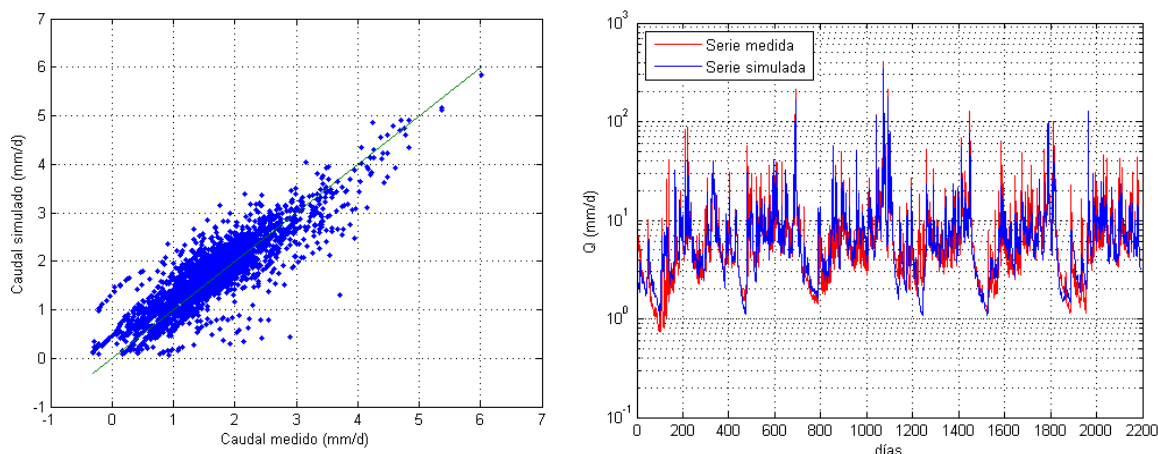 7
6
5
4
3
2
1
0
-1
Caudal simulado (mm/d)
-1 0 1 2 3 4 5 6 7
Caudal medido (mm/d)
Serie medida
Serie simulada
10^3
10^2
10^1
10^0
10^-1
Q (mm/d)
0 200 400 600 800 1000 1200 1400 1600 1800 2000 2200
días